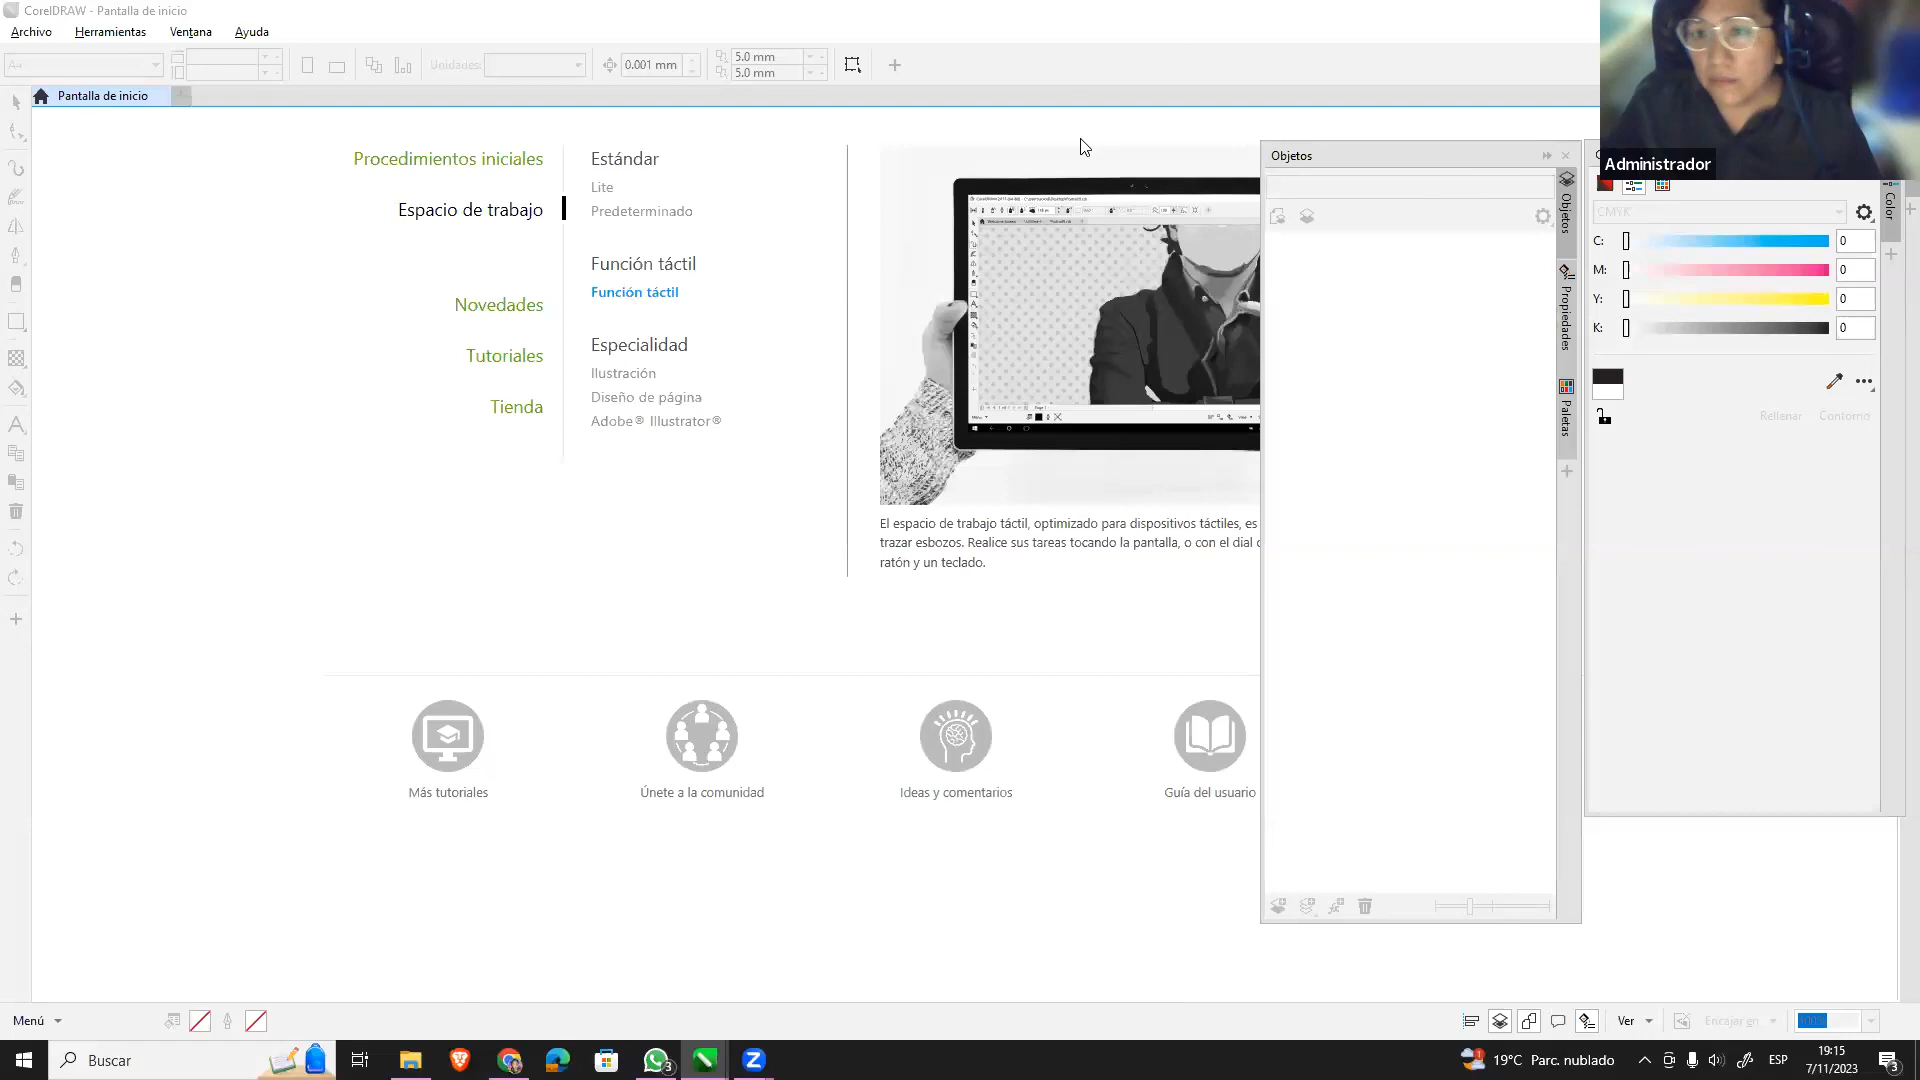 CorelDRAW - Pantalla de inicio
Archivo
Herramientas
Ventana
Ayuda
Unidades:
0.001 mm
5.0 mm
5.0 mm
Pantalla de inicio
Procedimientos iniciales
Espacio de trabajo
Novedades
Tutoriales
Tienda
Estándar
Lite
Predeterminado
Función táctil
Función táctil
Especialidad
Ilustración
Diseño de página
Adobe® Illustrator®
El espacio de trabajo táctil, optimizado para dispositivos táctiles, es
trazar esbozos. Realice sus tareas tocando la pantalla, o con el dial
ratón y un teclado.
Más tutoriales
Únete a la comunidad
Ideas y comentarios
Guía del usuario
Objetos
Objetos
Propiedades
Paletas
Administrador
Color
CMYK
C:
0
M:
0
Y:
0
K:
0
Rellenar
Contorno
Menú
Ver
Encajar en
Buscar
3
19°C Parc. nublado
ESP
19:15
7/11/2023
3